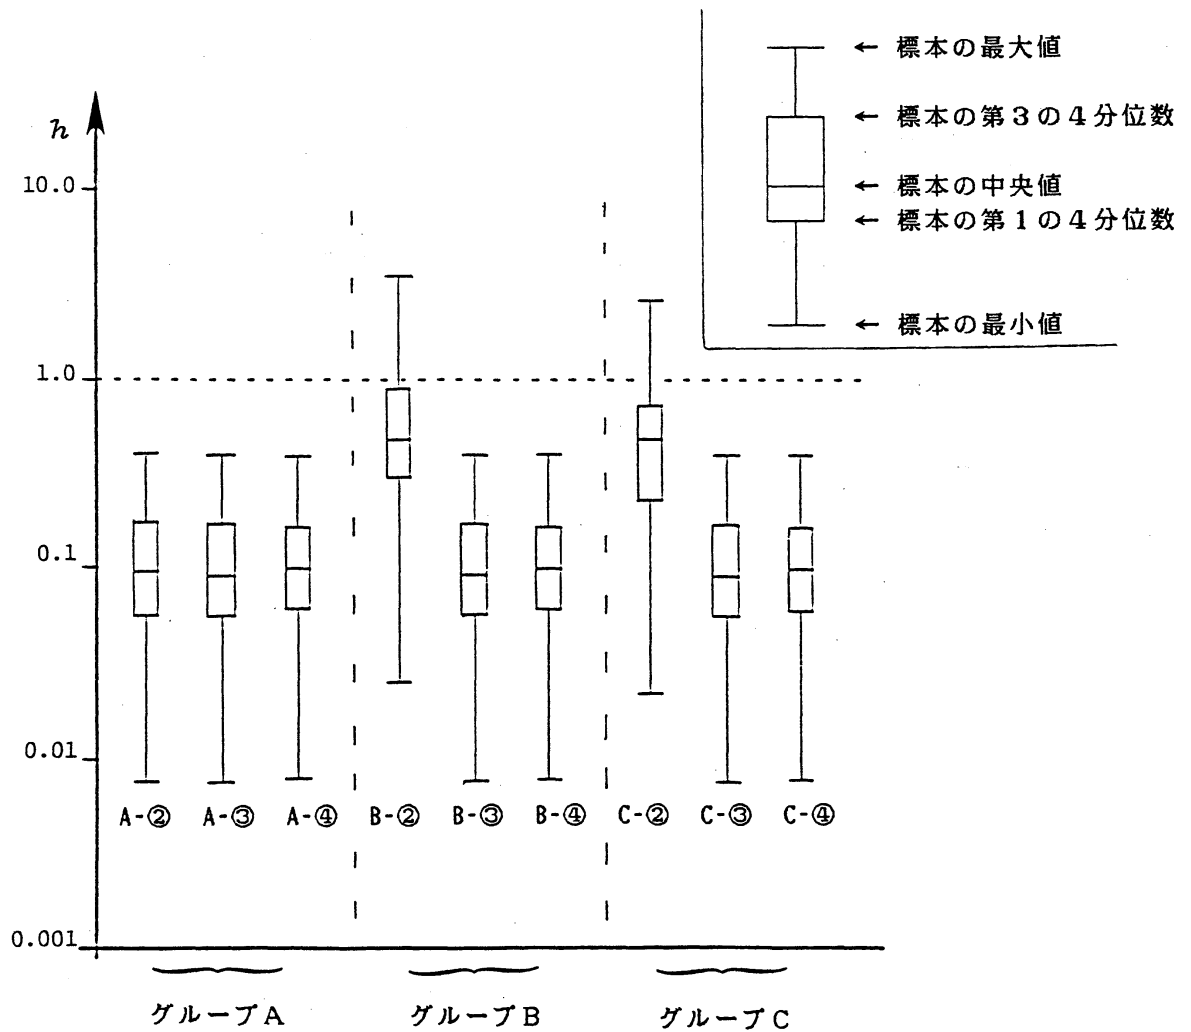 ← 標本の最大値
← 標本の第3の4分位数
← 標本の中央値
← 標本の第1の4分位数
← 標本の最小値
h
10.0
1.0
0.1
0.01
0.001
A-② A-③ A-④ B-② B-③ B-④ C-② C-③ C-④
グループA グループB グループC